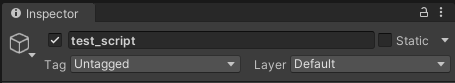 Inspector
test_script Static
Tag Untagged Layer Default